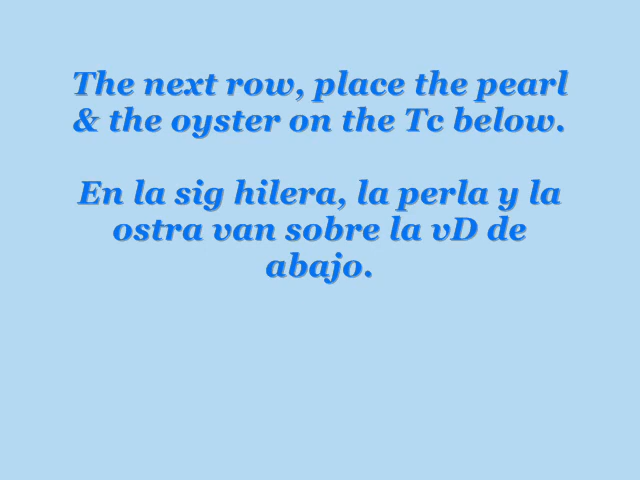 The next row, place the pearl
& the oyster on the Tc below.
En la sig hilera, la perla y la
ostra van sobre la vD de
abajo.